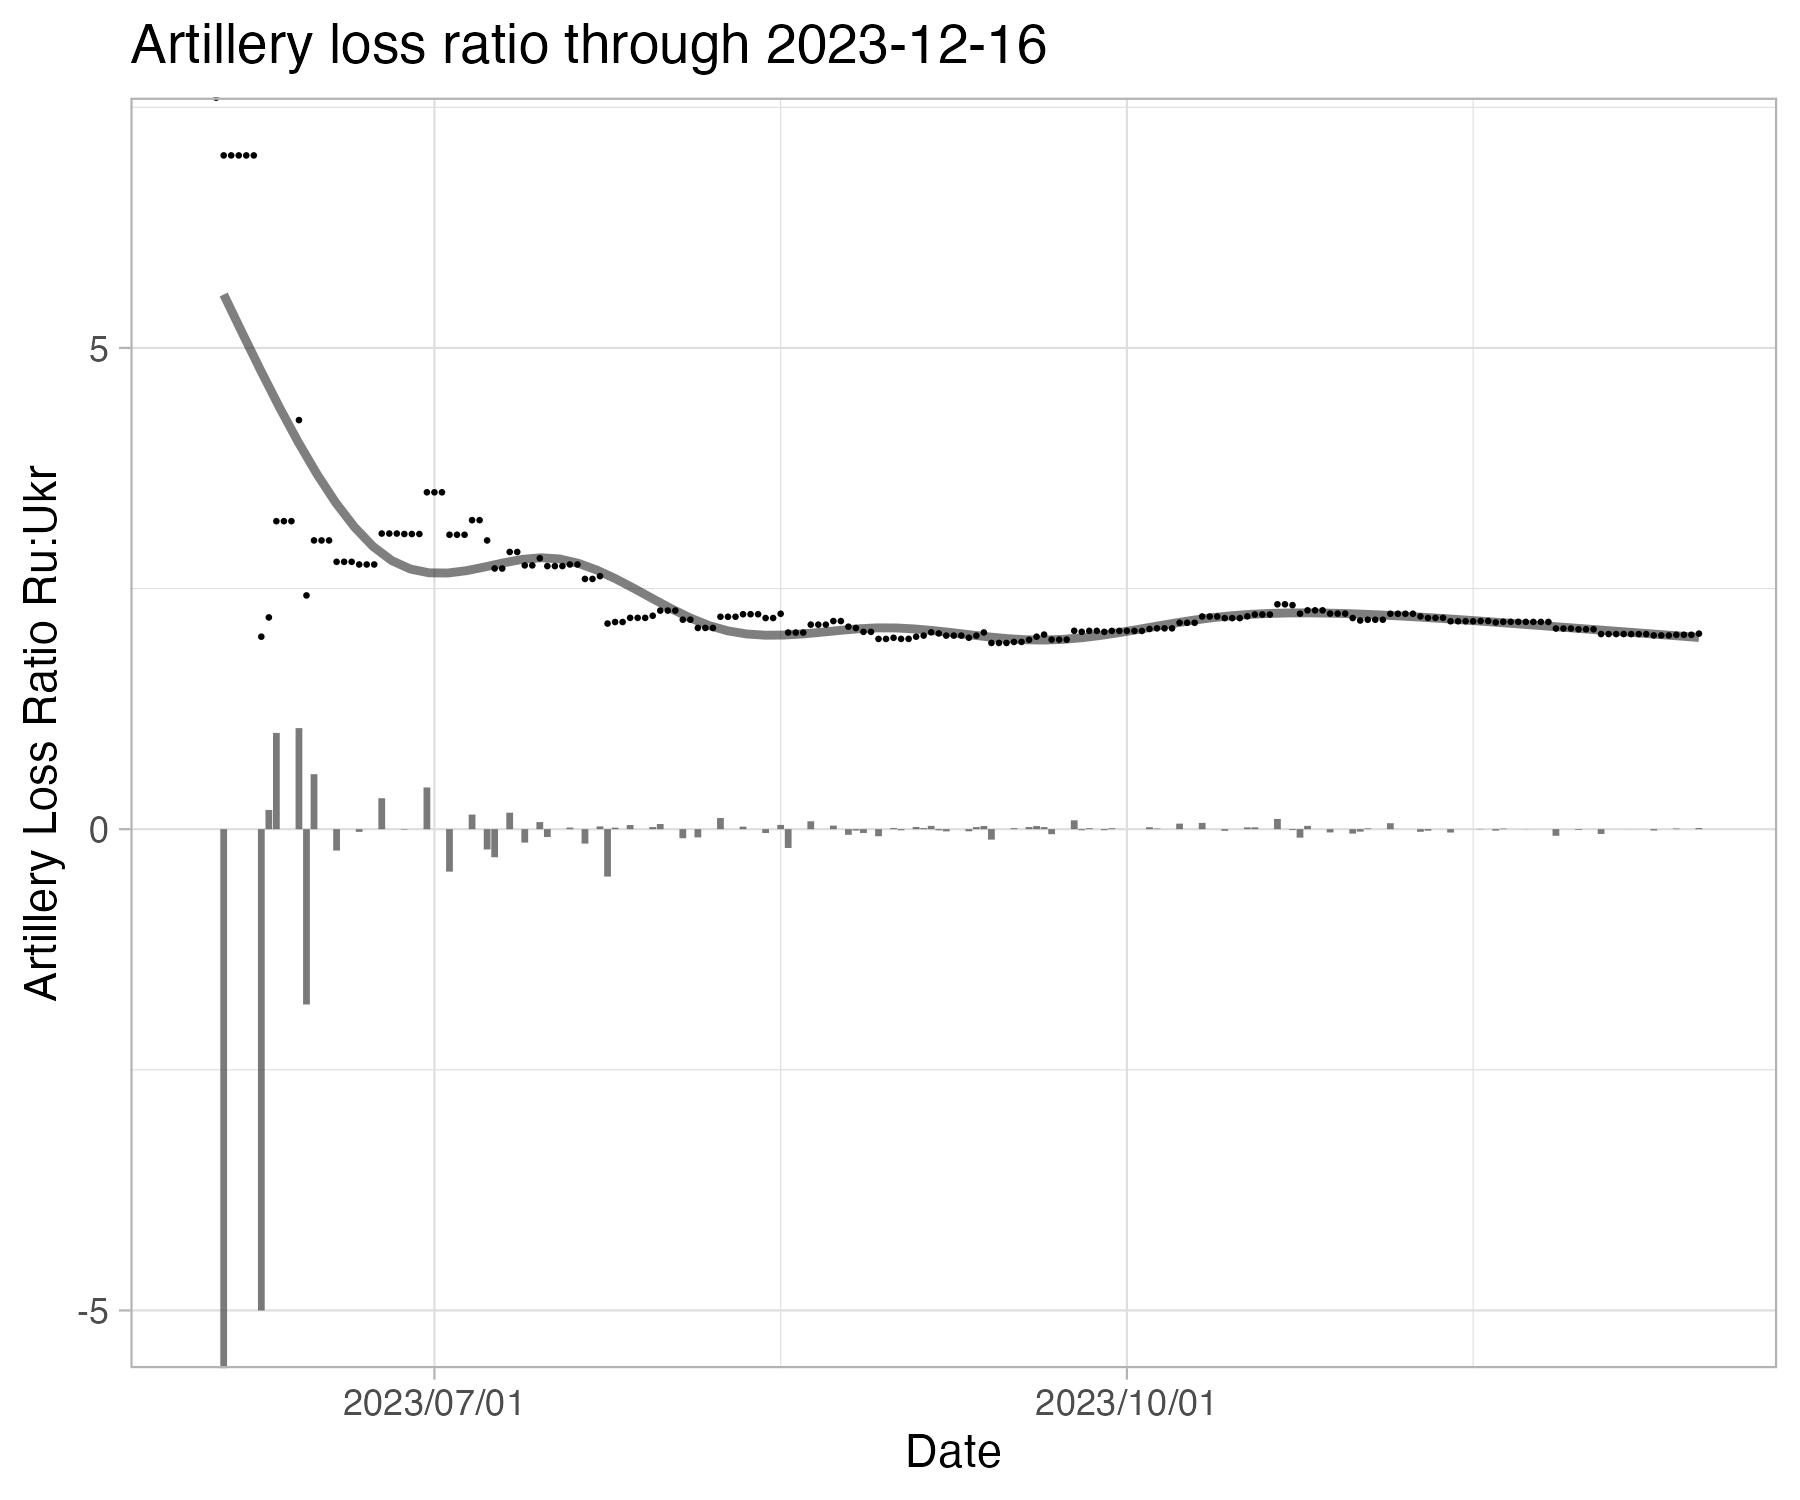 Artillery loss ratio through 2023-12-16
Artillery Loss Ratio Ru:Ukr
5
0
-5
2023/07/01
2023/10/01
Date